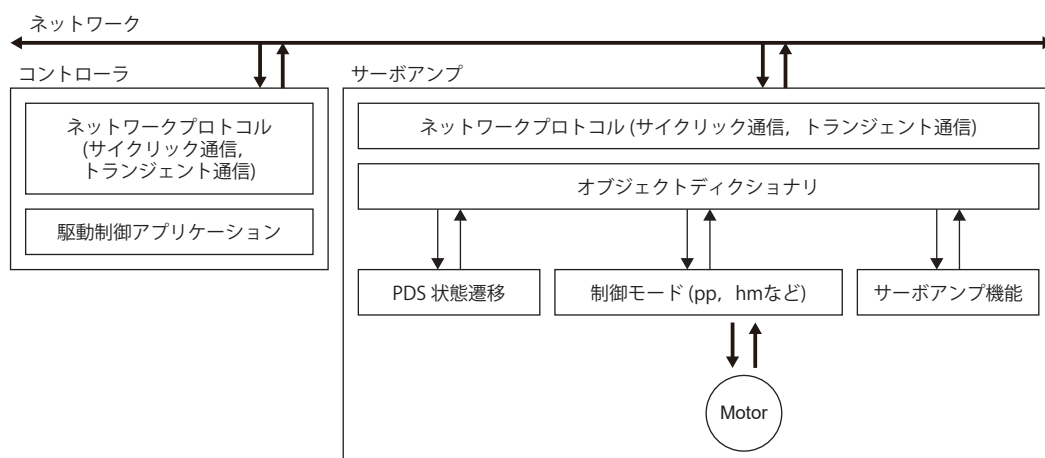 ネットワーク
コントローラ
ネットワークプロトコル
(サイクリック通信，
トランジェント通信)
駆動制御アプリケーション
サーボアンプ
ネットワークプロトコル (サイクリック通信，トランジェント通信)
オブジェクトディクショナリ
PDS 状態遷移
制御モード (pp，hmなど)
サーボアンプ機能
Motor